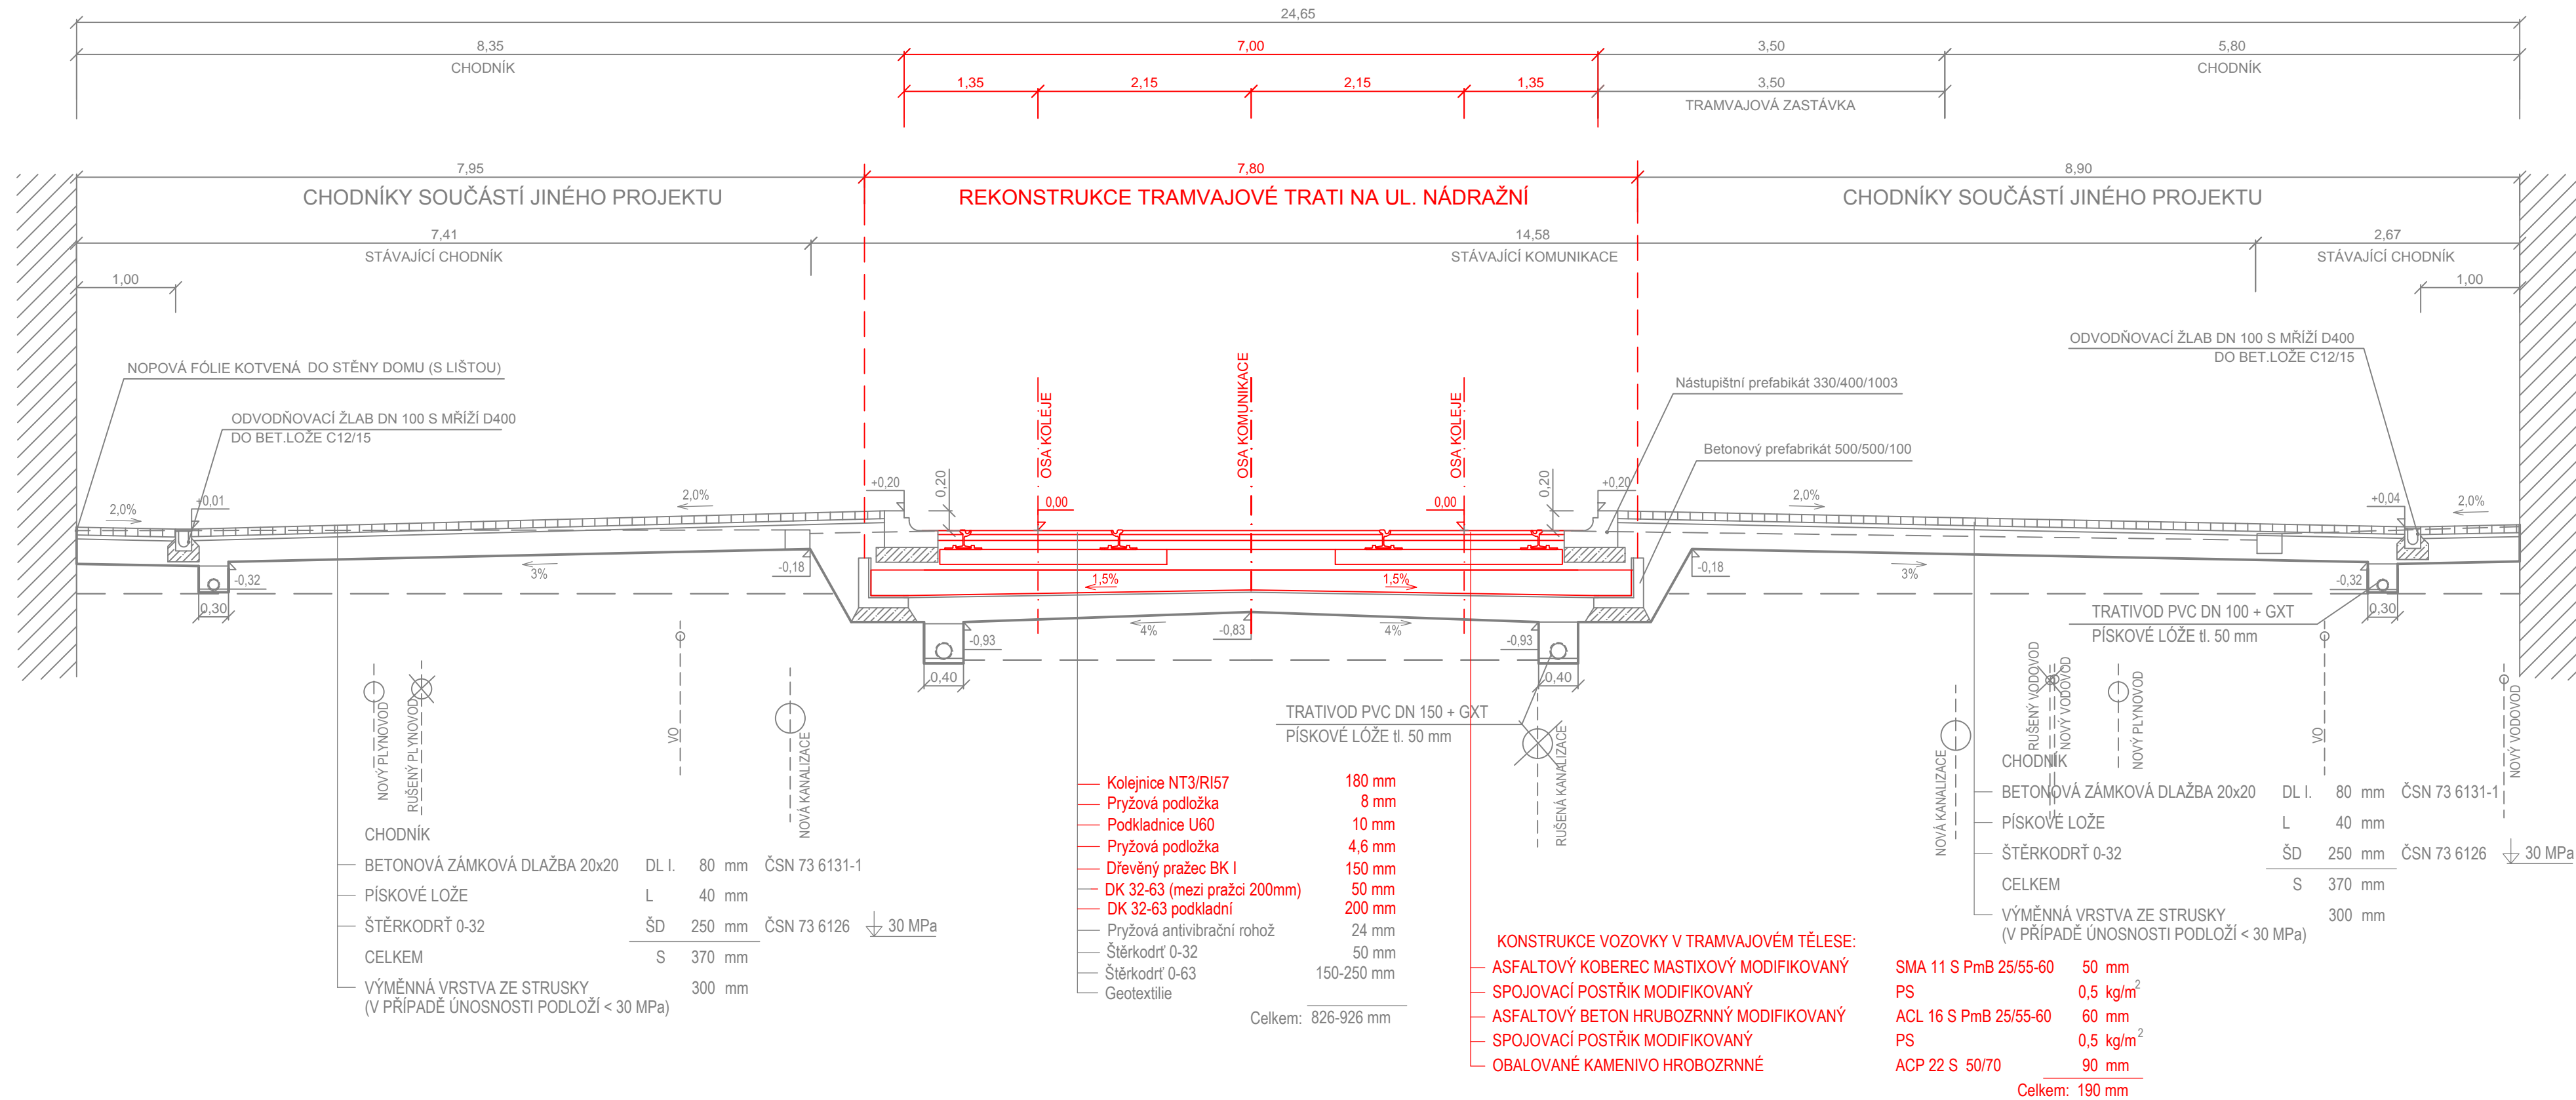 24,65
8,35
7,00
3,50
5,80
CHODNÍK
CHODNÍK
1,35
2,15
2,15
1,35
3,50
TRAMVAJOVÁ ZASTÁVKA
7,95
7,80
8,90
CHODNÍKY SOUČÁSTÍ JINÉHO PROJEKTU
REKONSTRUKCE TRAMVAJOVÉ TRATI NA UL. NÁDRAŽNÍ
CHODNÍKY SOUČÁSTÍ JINÉHO PROJEKTU
7,41
14,58
2,67
STÁVAJÍCÍ CHODNÍK
STÁVAJÍCÍ KOMUNIKACE
STÁVAJÍCÍ CHODNÍK
1,00
1,00
NOPOVÁ FÓLIE KOTVENÁ DO STĚNY DOMU (S LIŠTOU)
ODVODŇOVACÍ ŽLAB DN 100 S MŘÍŽÍ D400
DO BET.LOŽE C12/15
OSA KOLEJE
OSA KOMUNIKACE
OSA KOLEJE
Nástupištní prefabikát 330/400/1003
Betonový prefabrikát 500/500/100
ODVODŇOVACÍ ŽLAB DN 100 S MŘÍŽÍ D400
DO BET.LOŽE C12/15
2,0%
+0,01
2,0%
+0,20
0,20
0,00
0,00
0,20
+0,20
2,0%
+0,04
2,0%
-0,32
0,30
3%
-0,18
1,5%
1,5%
-0,18
3%
-0,32
0,30
-0,93
4%
-0,83
4%
-0,93
0,40
0,40
TRATIVOD PVC DN 100 + GXT
PÍSKOVÉ LÓŽE tl. 50 mm
TRATIVOD PVC DN 150 + GXT
PÍSKOVÉ LÓŽE tl. 50 mm
NOVÝ PLYNOVOD
RUŠENÝ PLYNOVOD
VO
NOVÁ KANALIZACE
RUŠENÁ KANALIZACE
NOVÁ KANALIZACE
RUŠENÝ VODOVOD
NOVÝ VODOVOD
NOVÝ PLYNOVOD
VO
NOVÝ VODOVOD
CHODNÍK
BETONOVÁ ZÁMKOVÁ DLAŽBA 20x20 DL I. 80 mm ČSN 73 6131-1
PÍSKOVÉ LOŽE L 40 mm
ŠTĚRKODRŤ 0-32 ŠD 250 mm ČSN 73 6126 30 MPa
CELKEM S 370 mm
VÝMĚNNÁ VRSTVA ZE STRUSKY 300 mm
(V PŘÍPADĚ ÚNOSNOSTI PODLOŽÍ < 30 MPa)
Kolejnice NT3/RI57 180 mm
Pryžová podložka 8 mm
Podkladnice U60 10 mm
Pryžová podložka 4,6 mm
Dřevěný pražec BK I 150 mm
DK 32-63 (mezi pražci 200mm) 50 mm
DK 32-63 podkladní 200 mm
Pryžová antivibrační rohož 24 mm
Štěrkodrť 0-32 50 mm
Štěrkodrť 0-63 150-250 mm
Geotextilie
Celkem: 826-926 mm
KONSTRUKCE VOZOVKY V TRAMVAJOVÉM TĚLESE:
ASFALTOVÝ KOBEREC MASTIXOVÝ MODIFIKOVANÝ SMA 11 S PmB 25/55-60 50 mm
SPOJOVACÍ POSTŘIK MODIFIKOVANÝ PS 0,5 kg/m2
ASFALTOVÝ BETON HRUBOZRNNÝ MODIFIKOVANÝ ACL 16 S PmB 25/55-60 60 mm
SPOJOVACÍ POSTŘIK MODIFIKOVANÝ PS 0,5 kg/m2
OBALOVANÉ KAMENIVO HROBOZRNNÉ ACP 22 S 50/70 90 mm
Celkem: 190 mm
CHODNÍK
BETONOVÁ ZÁMKOVÁ DLAŽBA 20x20 DL I. 80 mm ČSN 73 6131-1
PÍSKOVÉ LOŽE L 40 mm
ŠTĚRKODRŤ 0-32 ŠD 250 mm ČSN 73 6126 30 MPa
CELKEM S 370 mm
VÝMĚNNÁ VRSTVA ZE STRUSKY 300 mm
(V PŘÍPADĚ ÚNOSNOSTI PODLOŽÍ < 30 MPa)